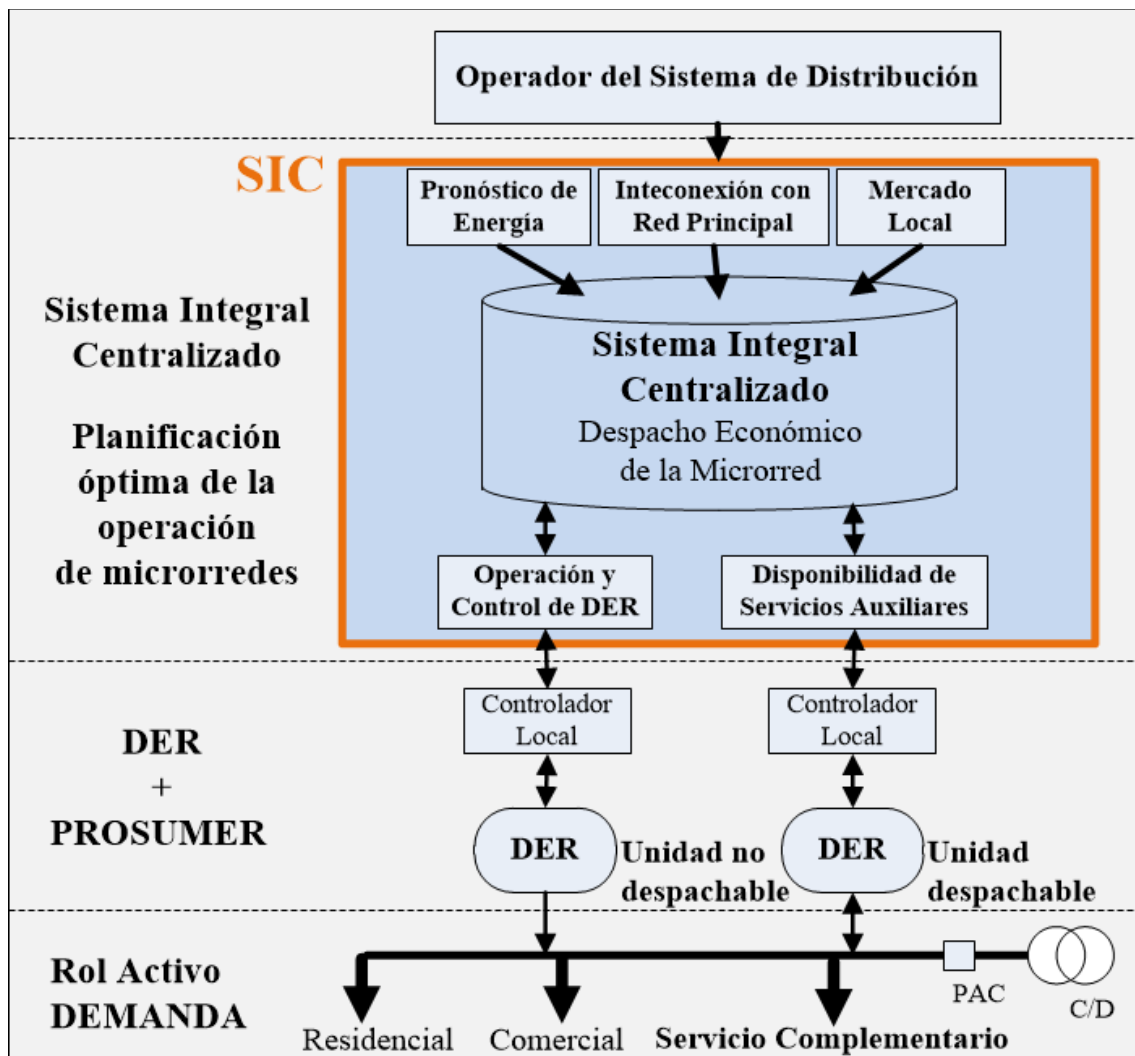 Operador del Sistema de Distribución
SIC
Pronóstico de
Energía
Inteconexión con
Red Principal
Mercado
Local
Sistema Integral
Centralizado
Planificación
óptima de la
operación
de microrredes
Sistema Integral
Centralizado
Despacho Económico
de la Microrred
Operación y
Control de DER
Disponibilidad de
Servicios Auxiliares
DER
+
PROSUMER
Controlador
Local
Controlador
Local
DER
Unidad no
despachable
DER
Unidad
despachable
Rol Activo
DEMANDA
Residencial
Comercial
Servicio Complementario
PAC
C/D